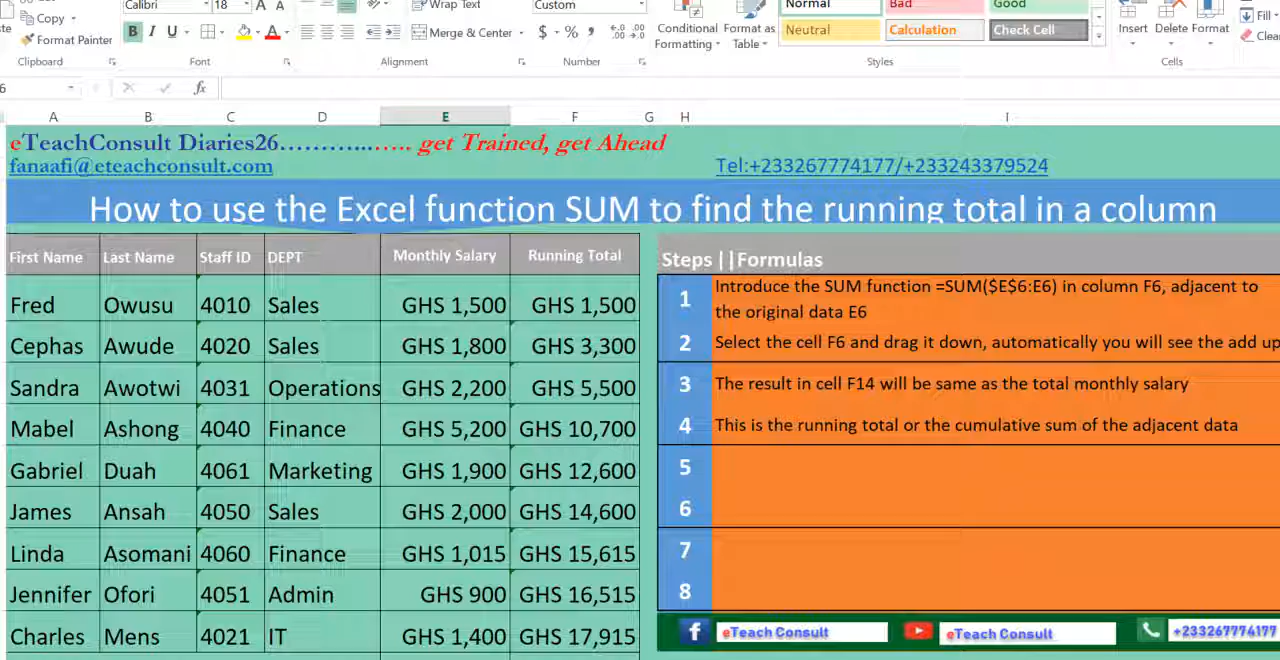 Calibri 18 A A Wrap Text Custom Normal Bad Good
Copy
Format Painter B I U A Merge & Center $ % Conditional Formatting Format as Table Neutral Calculation Check Cell Insert Delete Format Fill
Clear
Clipboard Font Alignment Number Styles Cells
6 fx
A B C D E F G H I
eTeachConsult Diaries26................ get Trained, get Ahead
fanaafi@eteachconsult.com Tel:+233267774177/+233243379524
How to use the Excel function SUM to find the running total in a column
First Name Last Name Staff ID DEPT Monthly Salary Running Total
Fred Owusu 4010 Sales GHS 1,500 GHS 1,500
Cephas Awude 4020 Sales GHS 1,800 GHS 3,300
Sandra Awotwi 4031 Operations GHS 2,200 GHS 5,500
Mabel Ashong 4040 Finance GHS 5,200 GHS 10,700
Gabriel Duah 4061 Marketing GHS 1,900 GHS 12,600
James Ansah 4050 Sales GHS 2,000 GHS 14,600
Linda Asomani 4060 Finance GHS 1,015 GHS 15,615
Jennifer Ofori 4051 Admin GHS 900 GHS 16,515
Charles Mens 4021 IT GHS 1,400 GHS 17,915
Steps ||Formulas
1 Introduce the SUM function =SUM($E$6:E6) in column F6, adjacent to
the original data E6
2 Select the cell F6 and drag it down, automatically you will see the add up
3 The result in cell F14 will be same as the total monthly salary
4 This is the running total or the cumulative sum of the adjacent data
5
6
7
8
f eTeach Consult eTeach Consult +233267774177